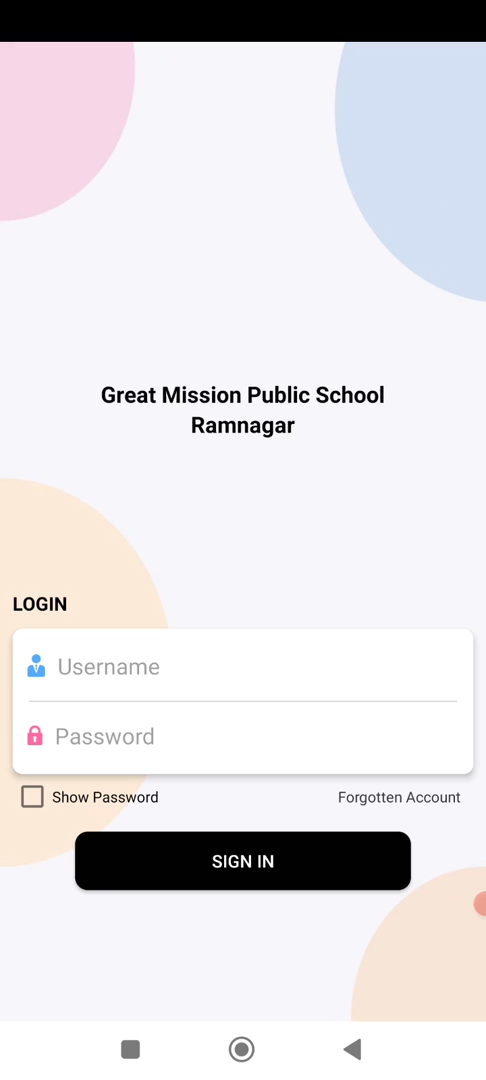 Great Mission Public School
Ramnagar
LOGIN
Username
Password
Show Password
Forgotten Account
SIGN IN